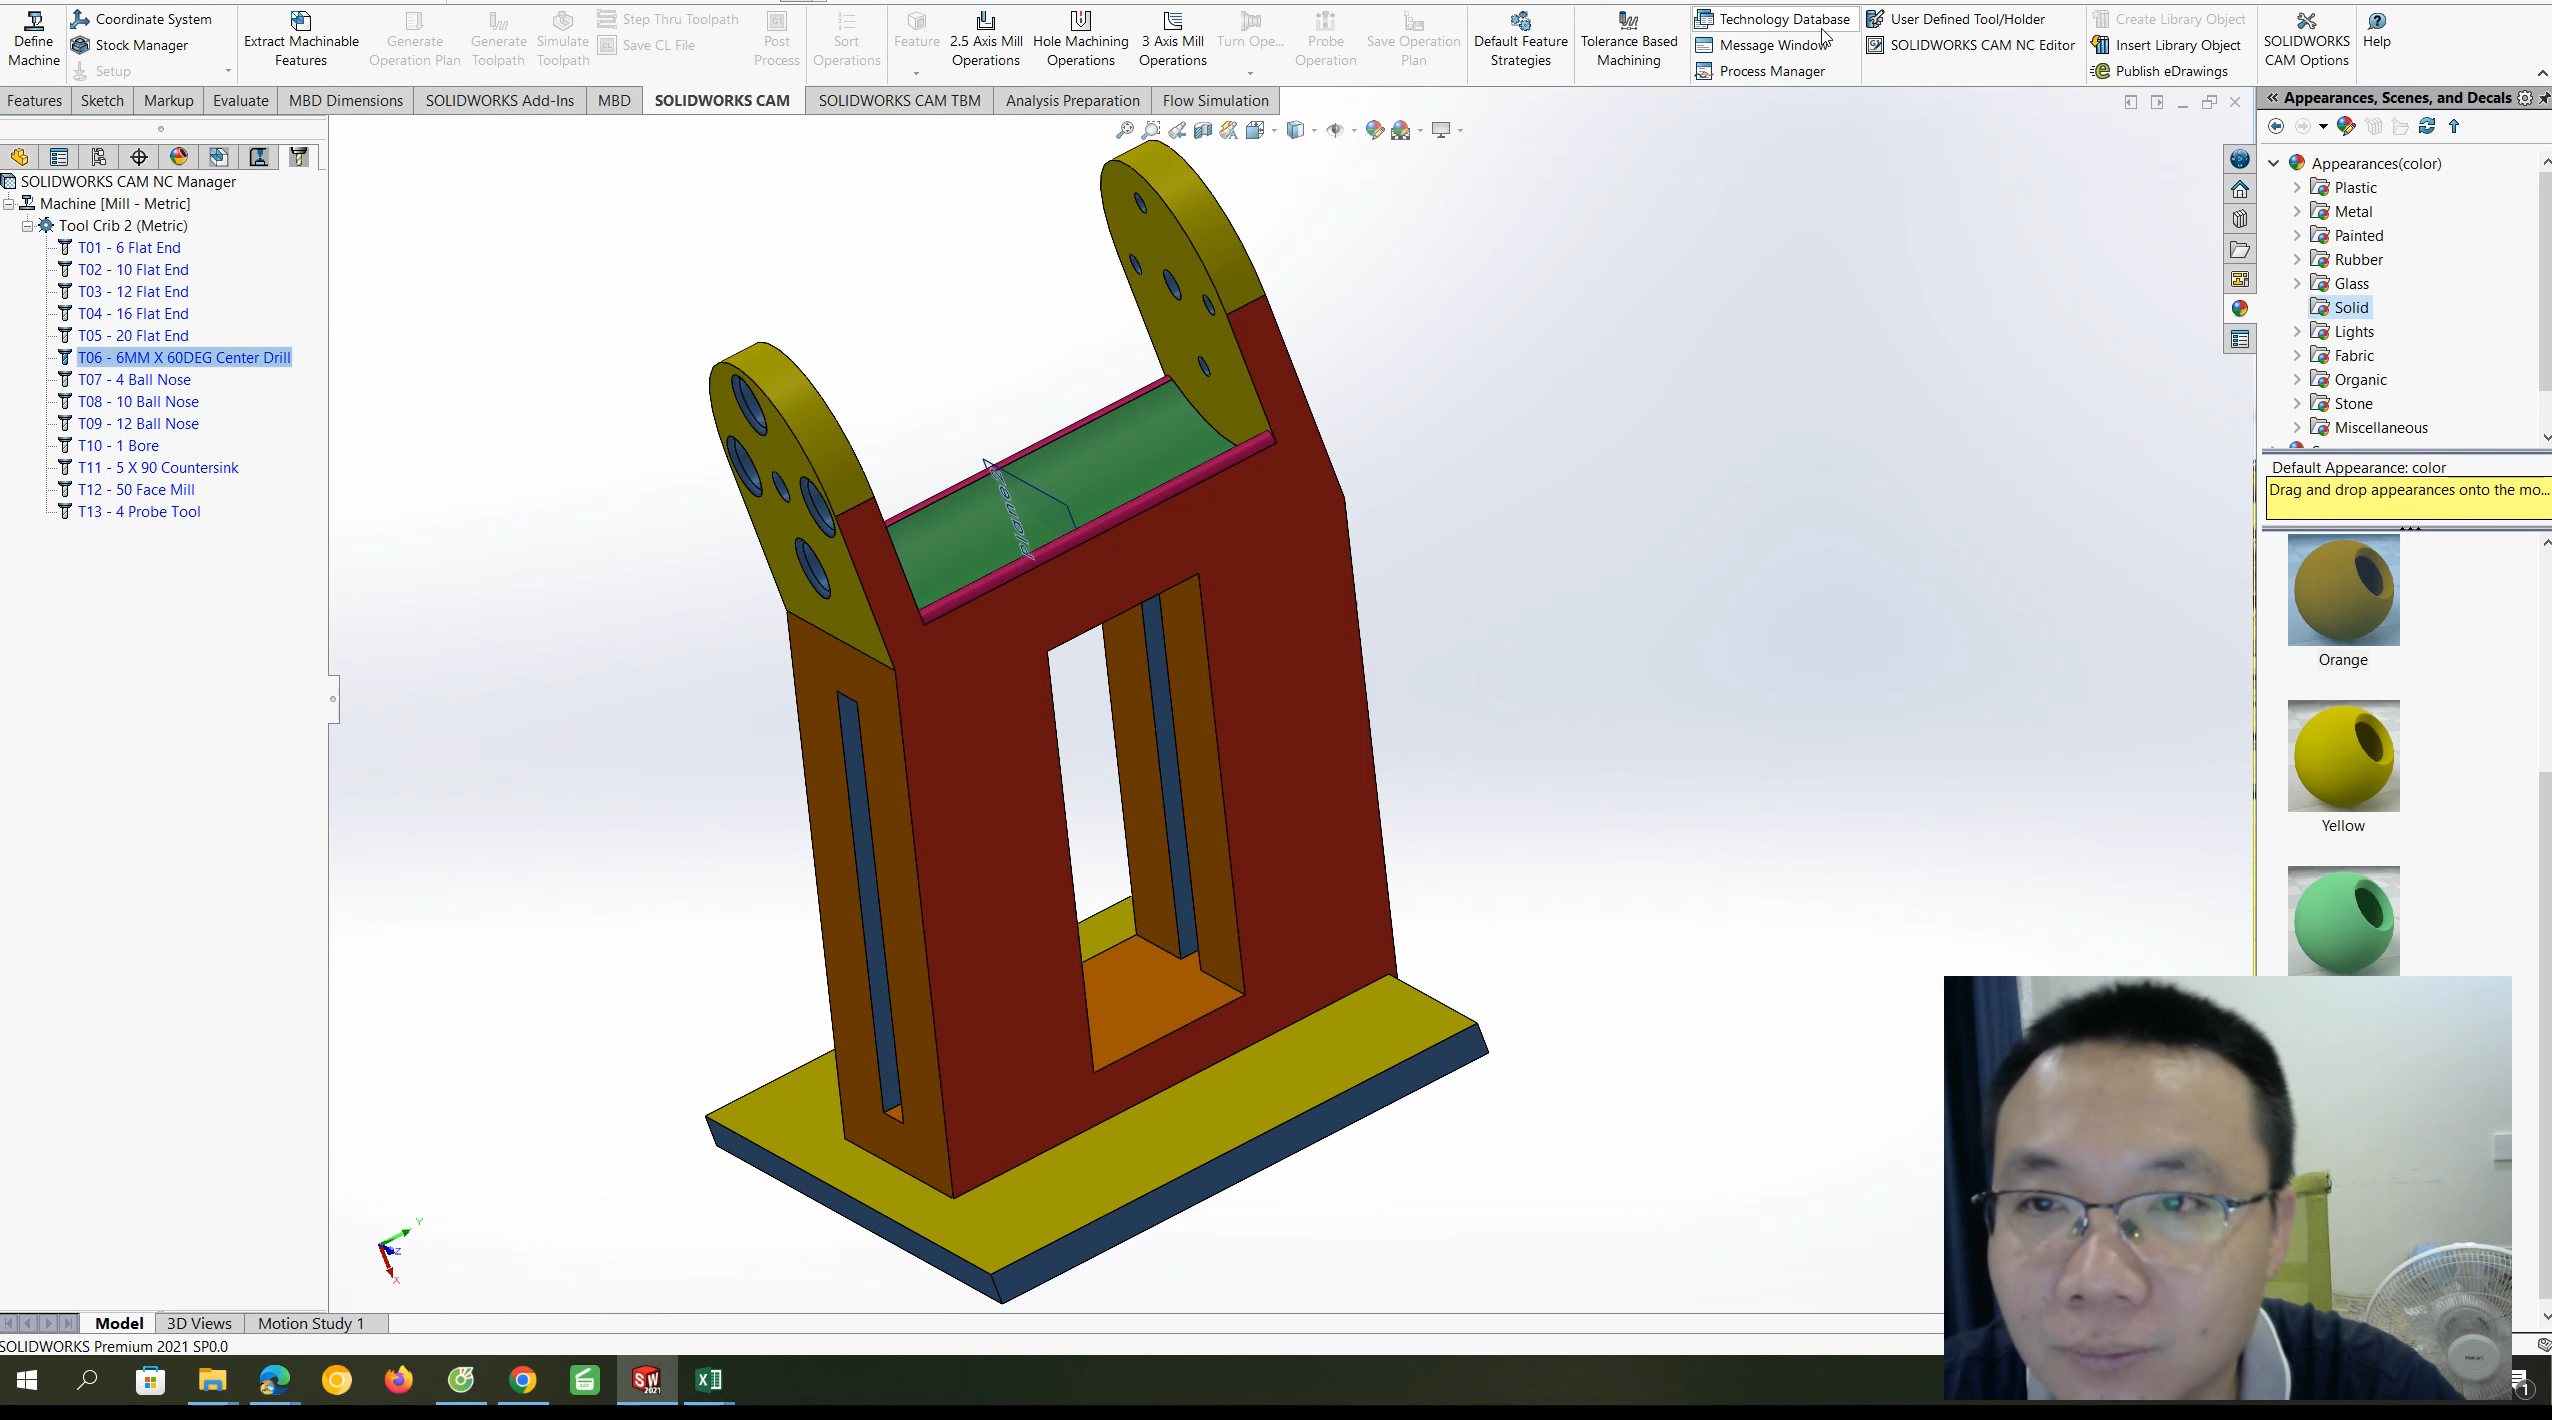 Define Machine
Coordinate System
Stock Manager
Setup
Extract Machinable Features
Generate Operation Plan
Generate Toolpath
Simulate Toolpath
Step Thru Toolpath
Save CL File
Post Process
Sort Operations
Feature
2.5 Axis Mill Operations
Hole Machining Operations
3 Axis Mill Operations
Turn Ope...
Probe Operation
Save Operation Plan
Default Feature Strategies
Tolerance Based Machining
Technology Database
Message Window
Process Manager
User Defined Tool/Holder
SOLIDWORKS CAM NC Editor
Create Library Object
Insert Library Object
Publish eDrawings
SOLIDWORKS CAM Options
Help
Features
Sketch
Markup
Evaluate
MBD Dimensions
SOLIDWORKS Add-Ins
MBD
SOLIDWORKS CAM
SOLIDWORKS CAM TBM
Analysis Preparation
Flow Simulation
SOLIDWORKS CAM NC Manager
Machine [Mill - Metric]
Tool Crib 2 (Metric)
T01 - 6 Flat End
T02 - 10 Flat End
T03 - 12 Flat End
T04 - 16 Flat End
T05 - 20 Flat End
T06 - 6MM X 60DEG Center Drill
T07 - 4 Ball Nose
T08 - 10 Ball Nose
T09 - 12 Ball Nose
T10 - 1 Bore
T11 - 5 X 90 Countersink
T12 - 50 Face Mill
T13 - 4 Probe Tool
Y
Z
X
Appearances, Scenes, and Decals
Appearances(color)
Plastic
Metal
Painted
Rubber
Glass
Solid
Lights
Fabric
Organic
Stone
Miscellaneous
Default Appearance: color
Drag and drop appearances onto the mo...
Orange
Yellow
Model
3D Views
Motion Study 1
SOLIDWORKS Premium 2021 SP0.0
SW
2021
1